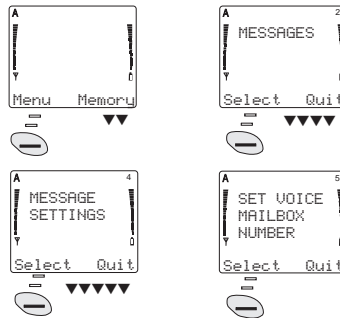 A
Menu Memory
A 2
MESSAGES
Select Quit
A 4
MESSAGE
SETTINGS
Select Quit
A 5
SET VOICE
MAILBOX
NUMBER
Select Quit